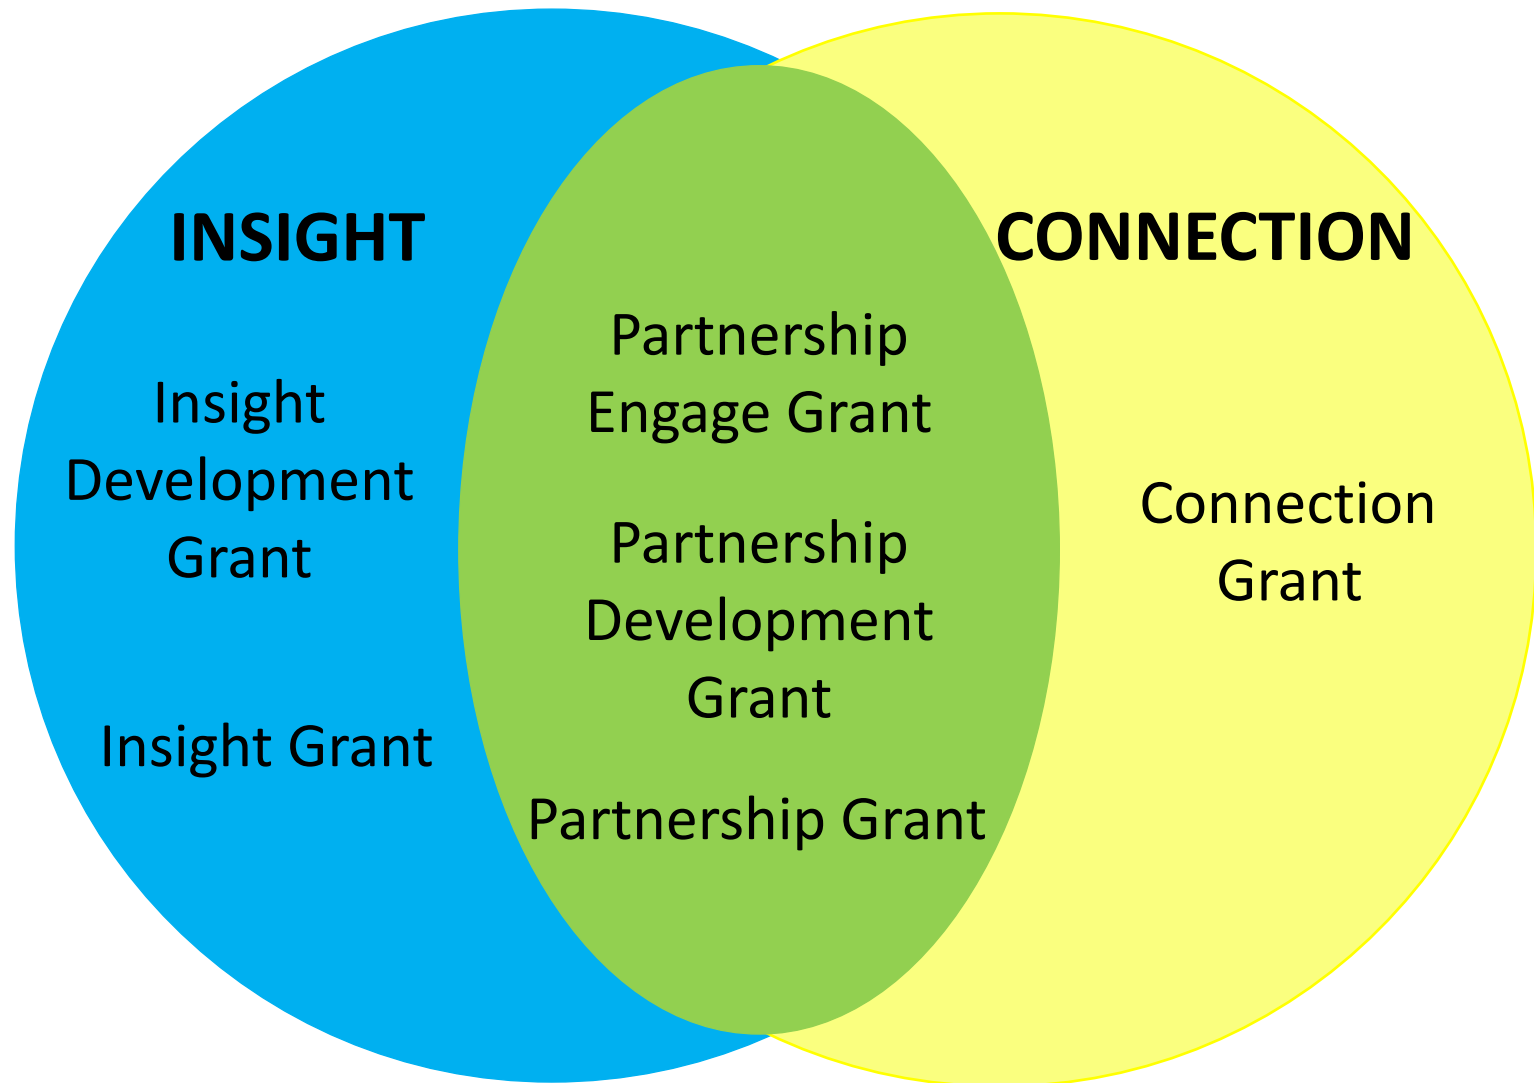 INSIGHT
Insight
Development
Grant
Insight Grant
Partnership
Engage Grant
Partnership
Development
Grant
Partnership Grant
CONNECTION
Connection
Grant